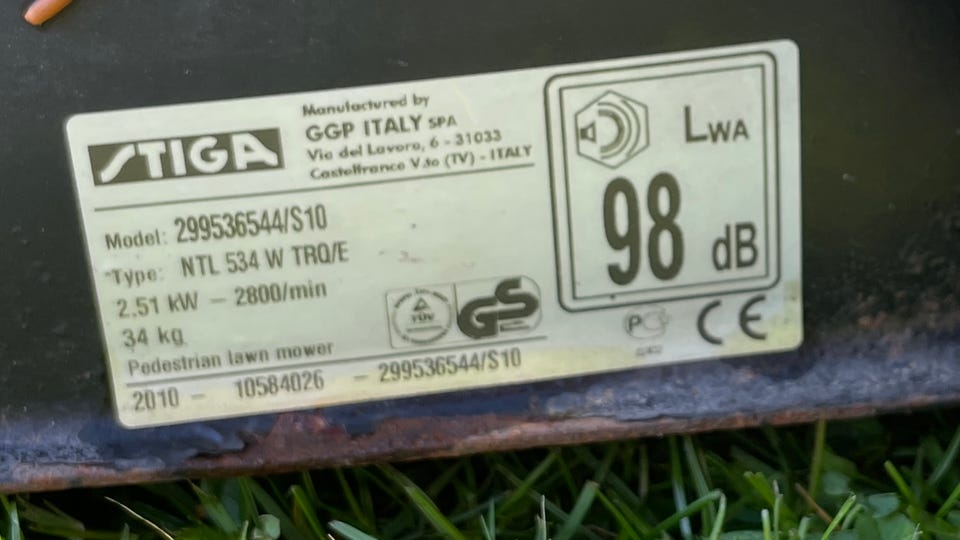 STIGA
Manufactured by
GGP ITALY SPA
Via del Lavoro, 6 - 31033
Castelfranco V.to (TV) - ITALY
Model: 299536544/S10
Type: NTL 534 W TRQ/E
2.51 kW - 2800/min
34 kg
Pedestrian lawn mower
2010 - 10584026 - 299536544/S10
TÜV
GS
LWA
98 dB
CE